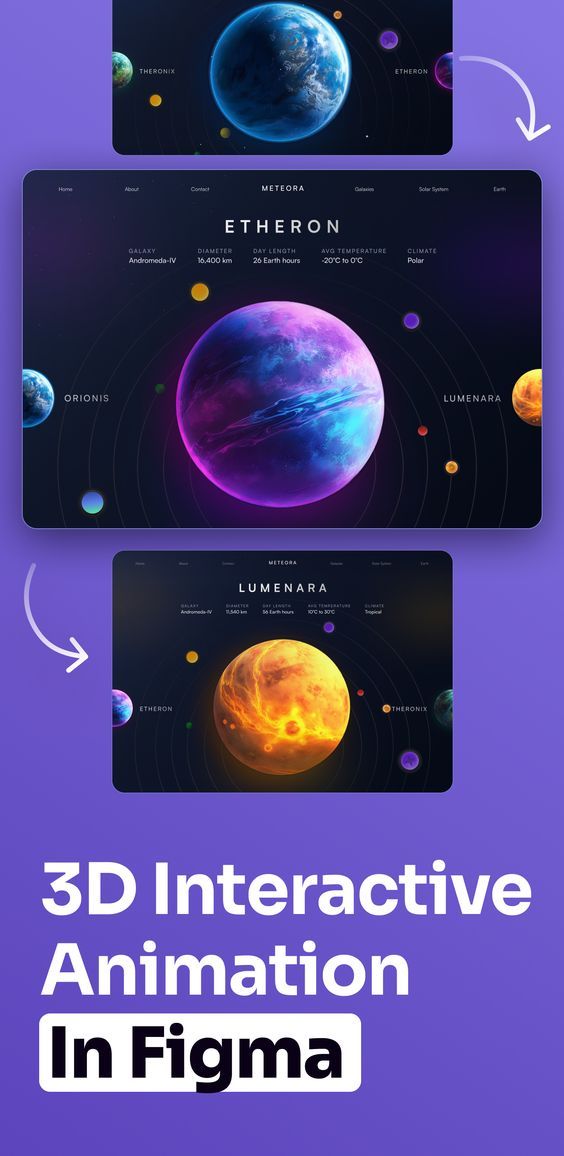 THERONIX
ETHERON
Home About Contact METEORA Galaxies Solar System Earth
ETHERON
GALAXY DIAMETER DAY LENGTH AVG TEMPERATURE CLIMATE
Andromeda-IV 16,400 km 26 Earth hours -20°C to 0°C Polar
ORIONIS
LUMENARA
Home About Contact METEORA Galaxies Solar System Earth
LUMENARA
GALAXY DIAMETER DAY LENGTH AVG TEMPERATURE CLIMATE
Andromeda-IV 11,540 km 56 Earth hours 10°C to 30°C Tropical
ETHERON
THERONIX
3D Interactive
Animation
In Figma